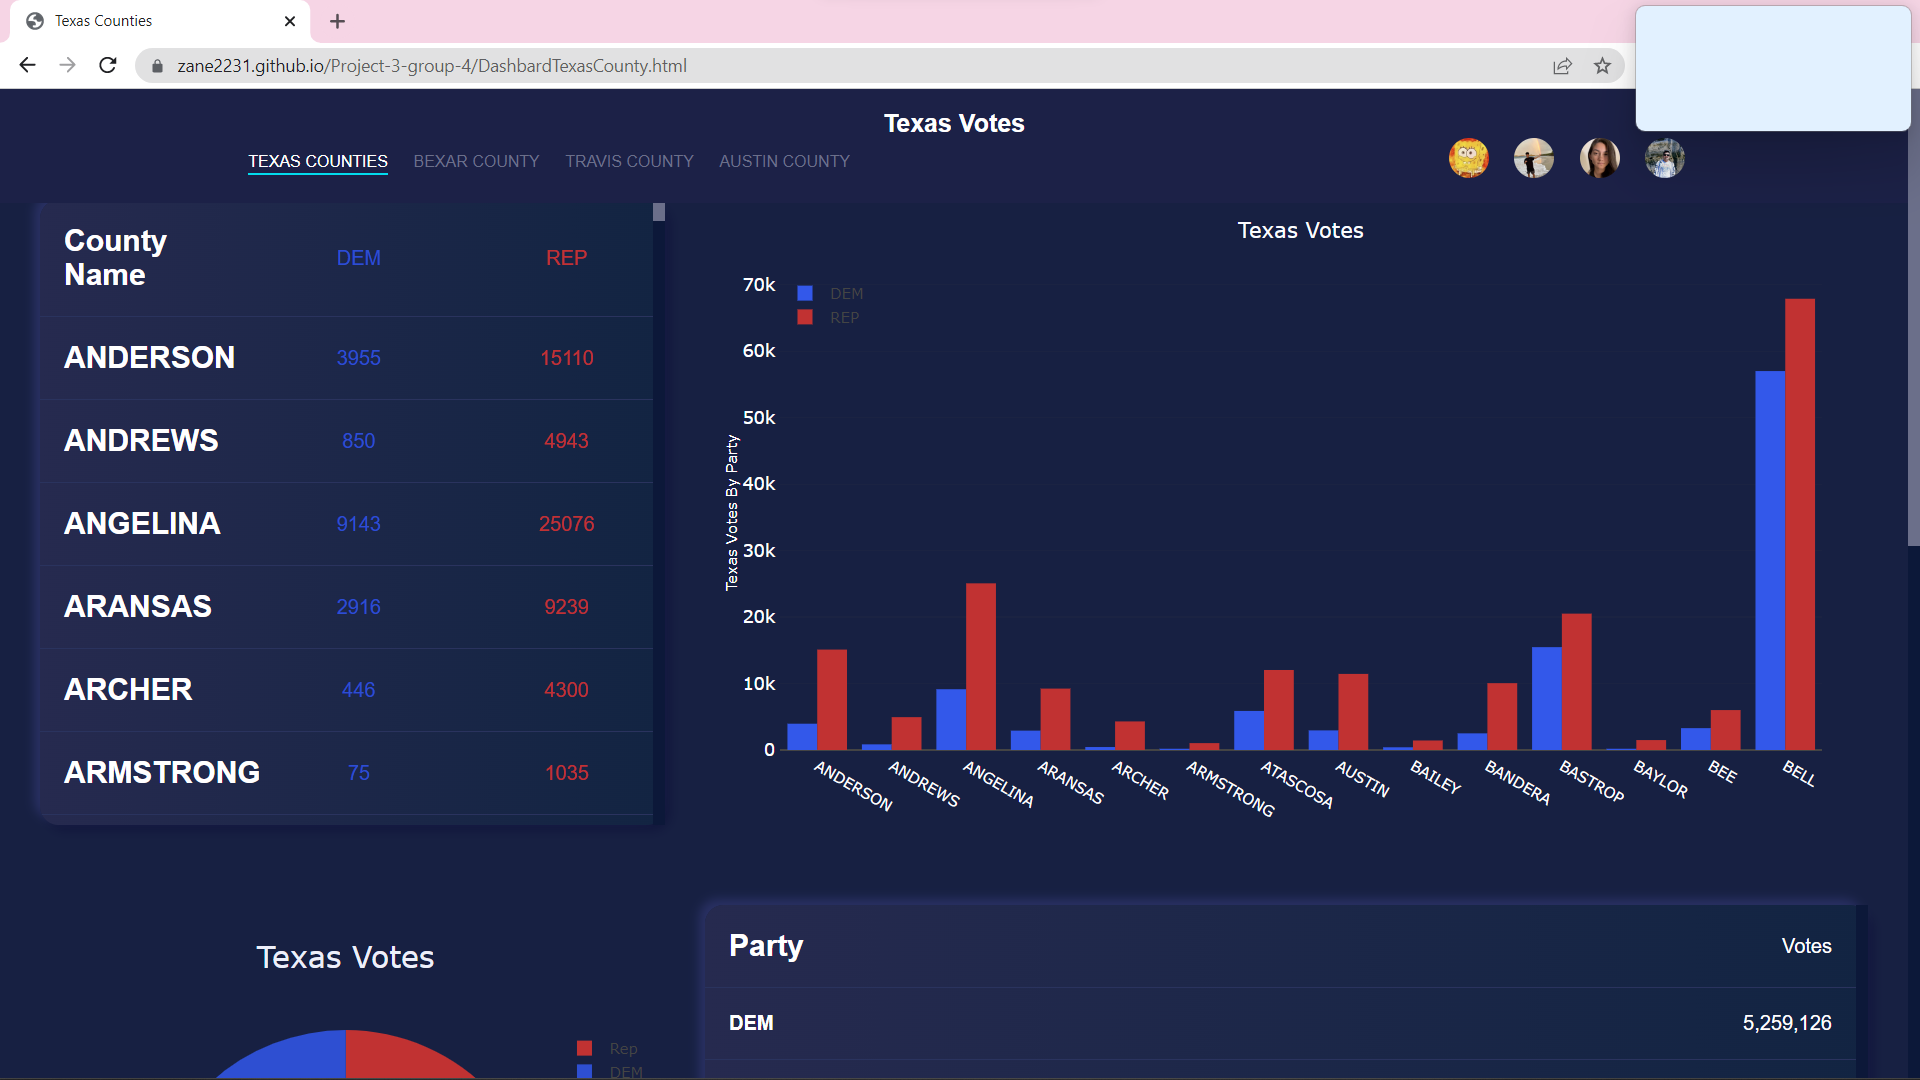 Texas Counties
zane2231.github.io/Project-3-group-4/DashbardTexasCounty.html
Texas Votes
TEXAS COUNTIES BEXAR COUNTY TRAVIS COUNTY AUSTIN COUNTY
County
Name
DEM REP
ANDERSON 3955 15110
ANDREWS 850 4943
ANGELINA 9143 25076
ARANSAS 2916 9239
ARCHER 446 4300
ARMSTRONG 75 1035
Texas Votes
DEM
REP
70k
60k
50k
40k
30k
20k
10k
0
Texas Votes By Party
ANDERSON
ANDREWS
ANGELINA
ARANSAS
ARCHER
ARMSTRONG
ATASCOSA
AUSTIN
BAILEY
BANDERA
BASTROP
BAYLOR
BEE
BELL
Texas Votes
Rep
DEM
Party Votes
DEM 5,259,126